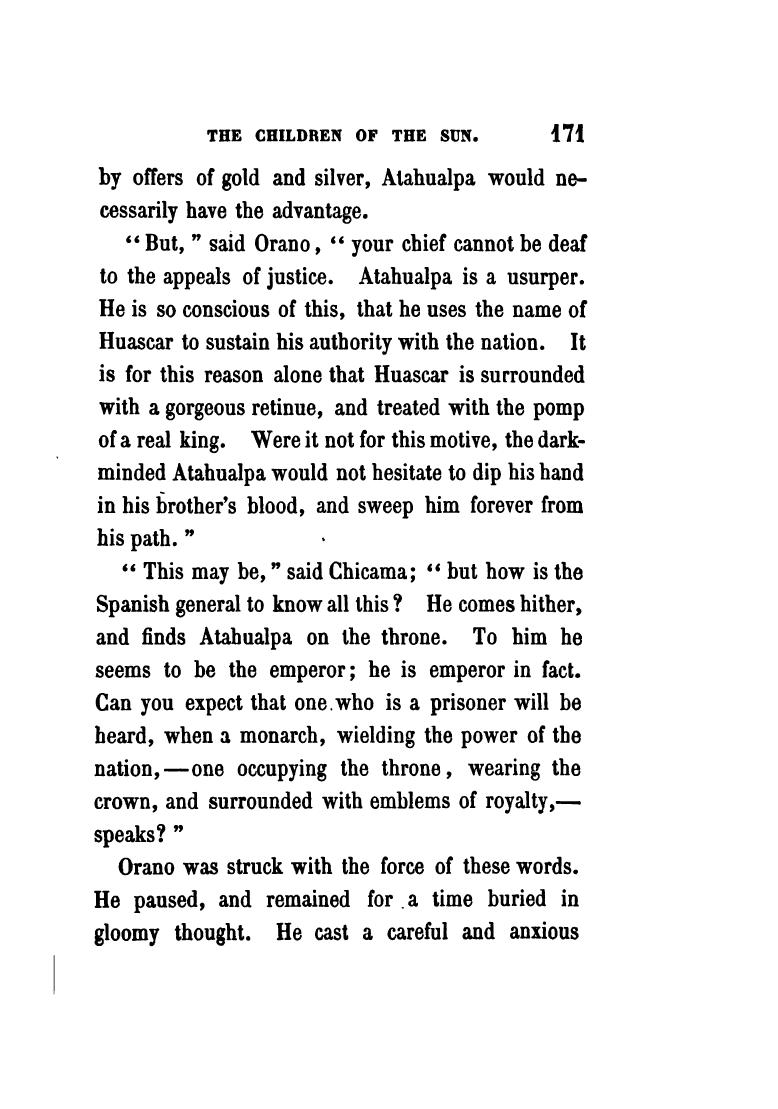 THE CHILDREN OF THE SUN. 171
by offers of gold and silver, Atahualpa would ne-
cessarily have the advantage.
“But,” said Orano, “your chief cannot be deaf
to the appeals of justice. Atahualpa is a usurper.
He is so conscious of this, that he uses the name of
Huascar to sustain his authority with the nation. It
is for this reason alone that Huascar is surrounded
with a gorgeous retinue, and treated with the pomp
of a real king. Were it not for this motive, the dark-
minded Atahualpa would not hesitate to dip his hand
in his brother’s blood, and sweep him forever from
his path.”
“This may be,” said Chicama; “but how is the
Spanish general to know all this? He comes hither,
and finds Atahualpa on the throne. To him he
seems to be the emperor; he is emperor in fact.
Can you expect that one who is a prisoner will be
heard, when a monarch, wielding the power of the
nation,—one occupying the throne, wearing the
crown, and surrounded with emblems of royalty,—
speaks?”
Orano was struck with the force of these words.
He paused, and remained for a time buried in
gloomy thought. He cast a careful and anxious